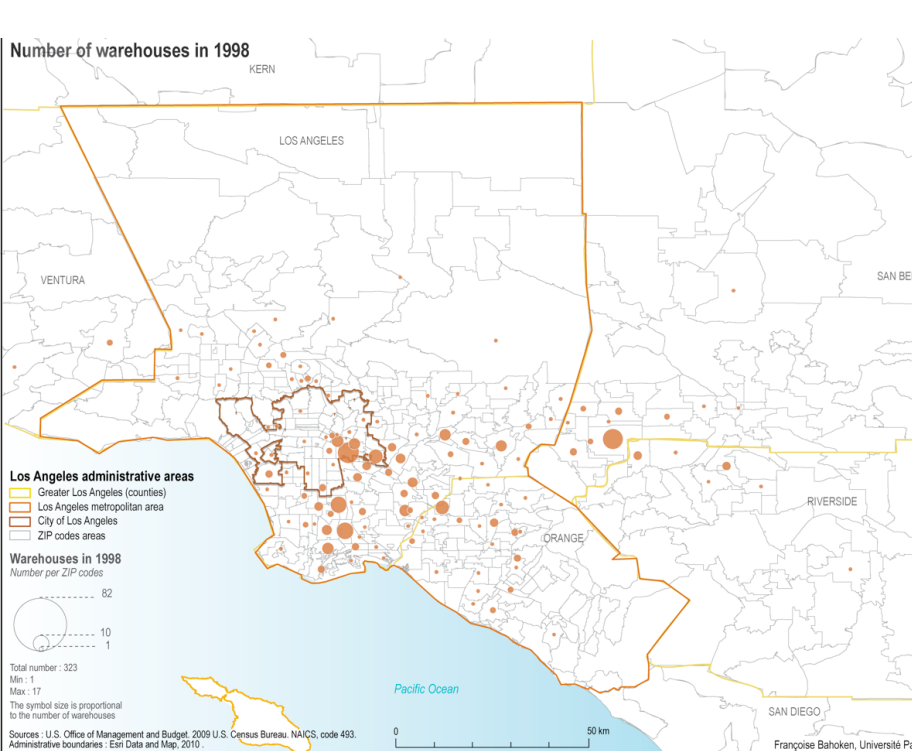 Number of warehouses in 1998
KERN
LOS ANGELES
VENTURA
SAN BE
Los Angeles administrative areas
Greater Los Angeles (counties)
Los Angeles metropolitan area
City of Los Angeles
ZIP codes areas
RIVERSIDE
ORANGE
Warehouses in 1998
Number per ZIP codes
82
10
1
Total number : 323
Min : 1
Max : 17
The symbol size is proportional
to the number of warehouses
Pacific Ocean
SAN DIEGO
0
50 km
Sources : U.S. Office of Management and Budget. 2009 U.S. Census Bureau. NAICS, code 493.
Administrative boundaries : Esri Data and Map, 2010 .
Françoise Bahoken, Université Pa